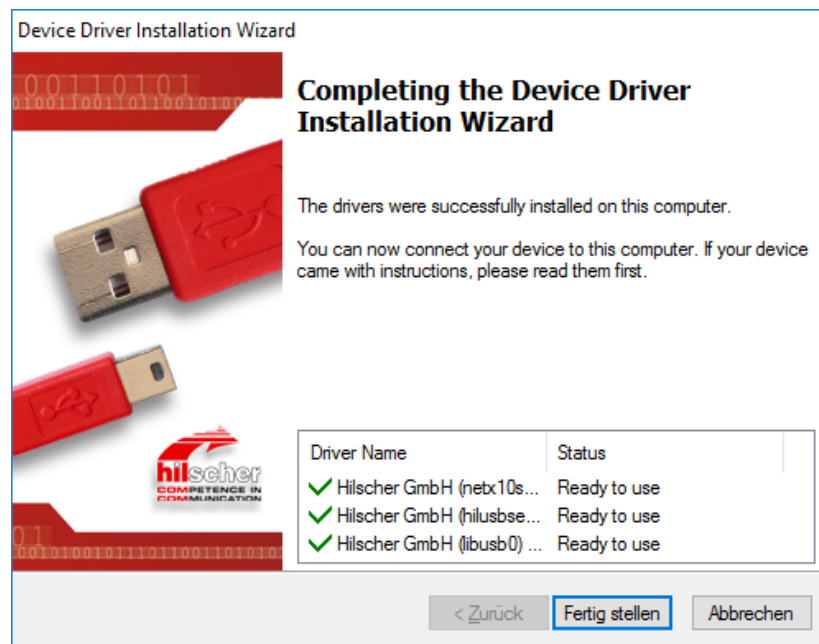 Device Driver Installation Wizard
Completing the Device Driver
Installation Wizard
The drivers were successfully installed on this computer.
You can now connect your device to this computer. If your device
came with instructions, please read them first.
hilscher
COMPETENCE IN
COMMUNICATION
Driver Name Status
Hilscher GmbH (netx10s... Ready to use
Hilscher GmbH (hilusbse... Ready to use
Hilscher GmbH (libusb0) ... Ready to use
< Zurück Fertig stellen Abbrechen